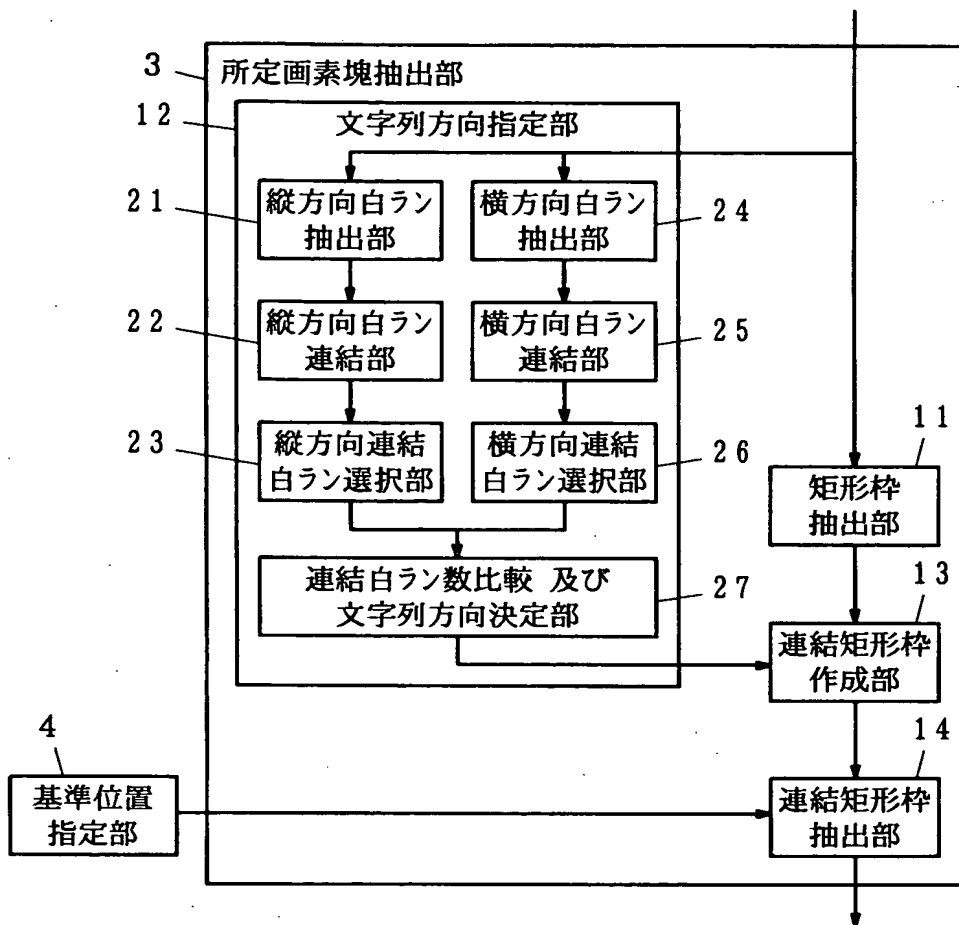 3
所定画素塊抽出部
12
文字列方向指定部
21
縦方向白ラン
抽出部
横方向白ラン
抽出部
24
22
縦方向白ラン
連結部
横方向白ラン
連結部
25
23
縦方向連結
白ラン選択部
横方向連結
白ラン選択部
26
11
矩形枠
抽出部
連結白ラン数比較 及び
文字列方向決定部
27
13
連結矩形枠
作成部
4
基準位置
指定部
14
連結矩形枠
抽出部